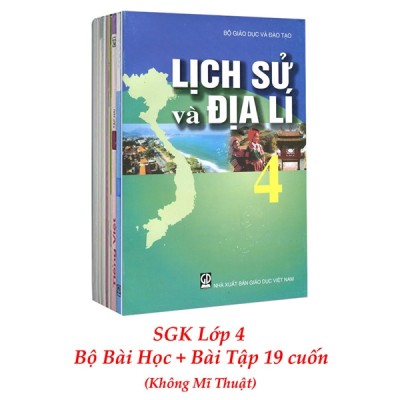 BỘ GIÁO DỤC VÀ ĐÀO TẠO
LỊCH SỬ
và ĐỊA LÍ
4
NHÀ XUẤT BẢN GIÁO DỤC VIỆT NAM
SGK Lớp 4
Bộ Bài Học + Bài Tập 19 cuốn
(Không Mĩ Thuật)